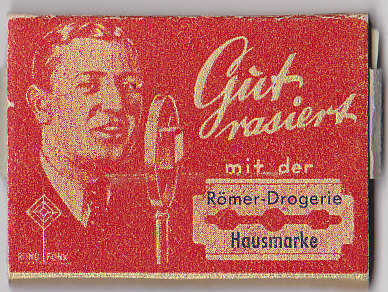 Gut
rasiert
mit der
Römer-Drogerie
Hausmarke